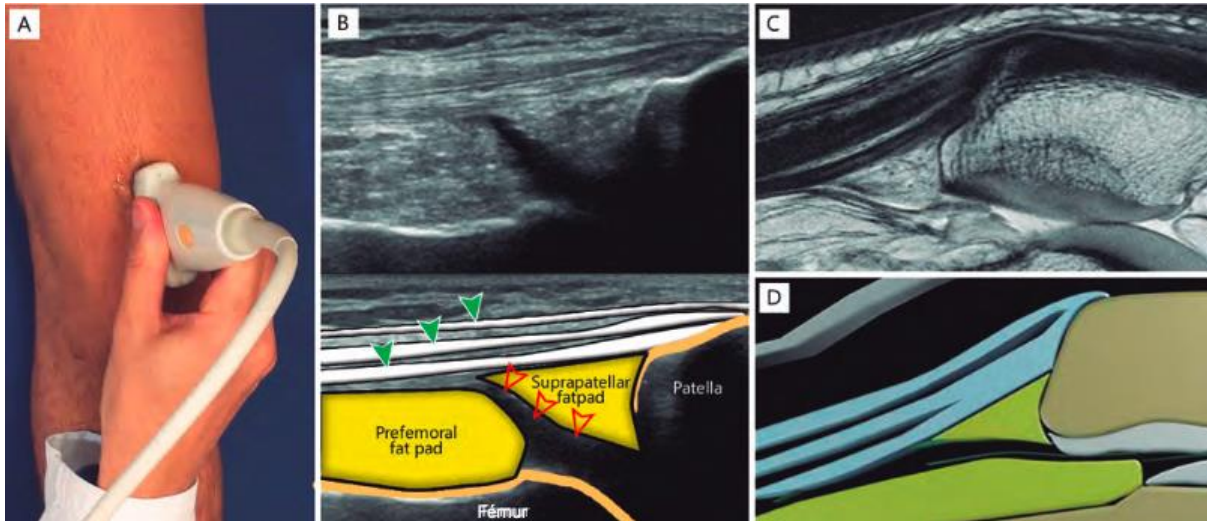 A
B
C
Suprapatellar
fatpad
Patella
Prefemoral
fat pad
Fémur
D